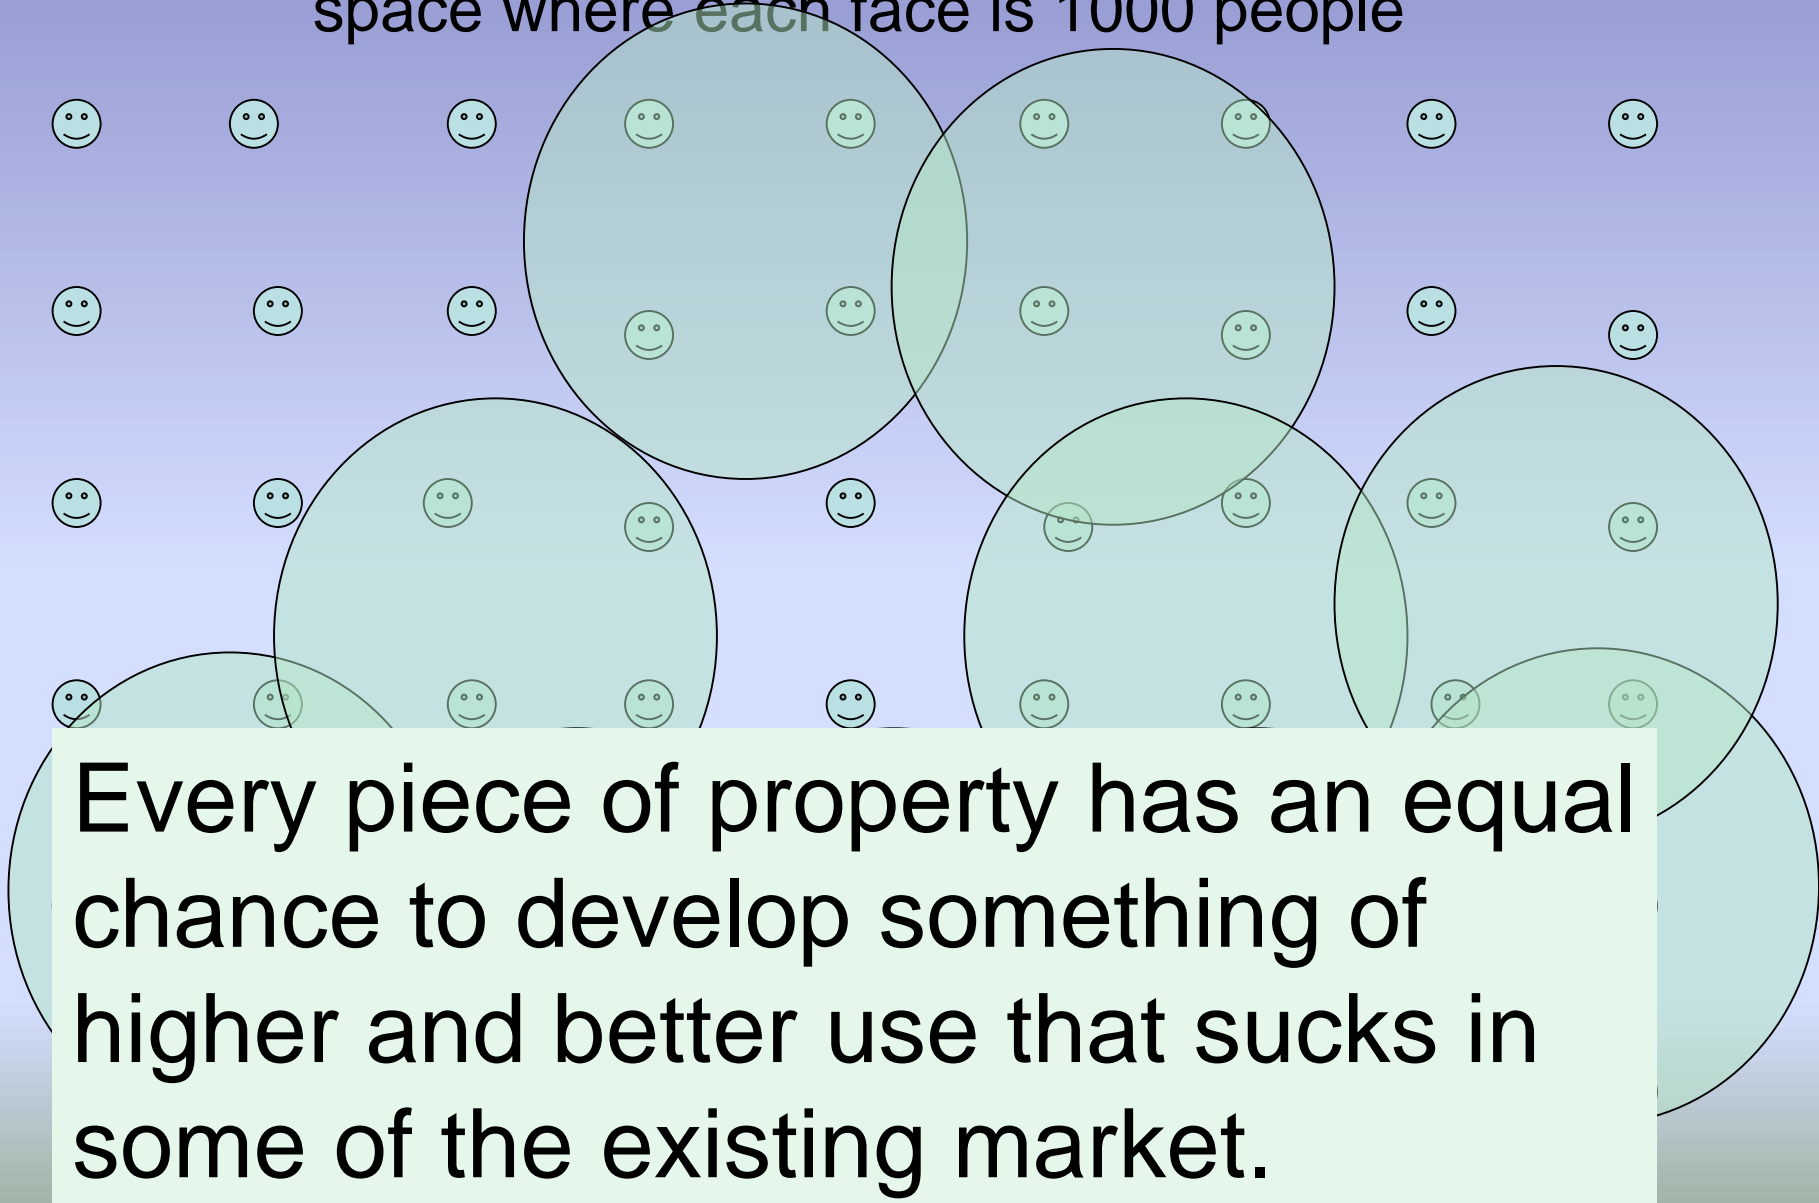 space where each face is 1000 people
Every piece of property has an equal
chance to develop something of
higher and better use that sucks in
some of the existing market.